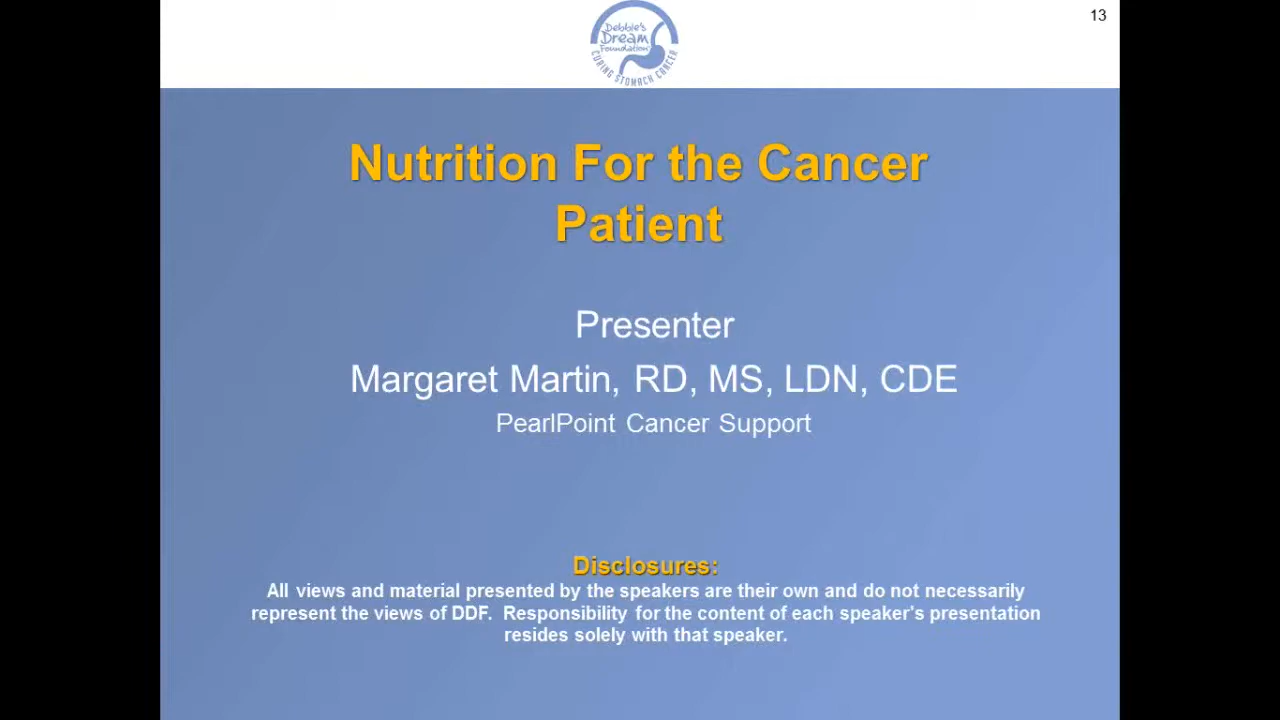 13
Debbie's
Dream
Foundation
CURING STOMACH CANCER
Nutrition For the Cancer
Patient
Presenter
Margaret Martin, RD, MS, LDN, CDE
PearlPoint Cancer Support
Disclosures:
All views and material presented by the speakers are their own and do not necessarily
represent the views of DDF.  Responsibility for the content of each speaker's presentation
resides solely with that speaker.